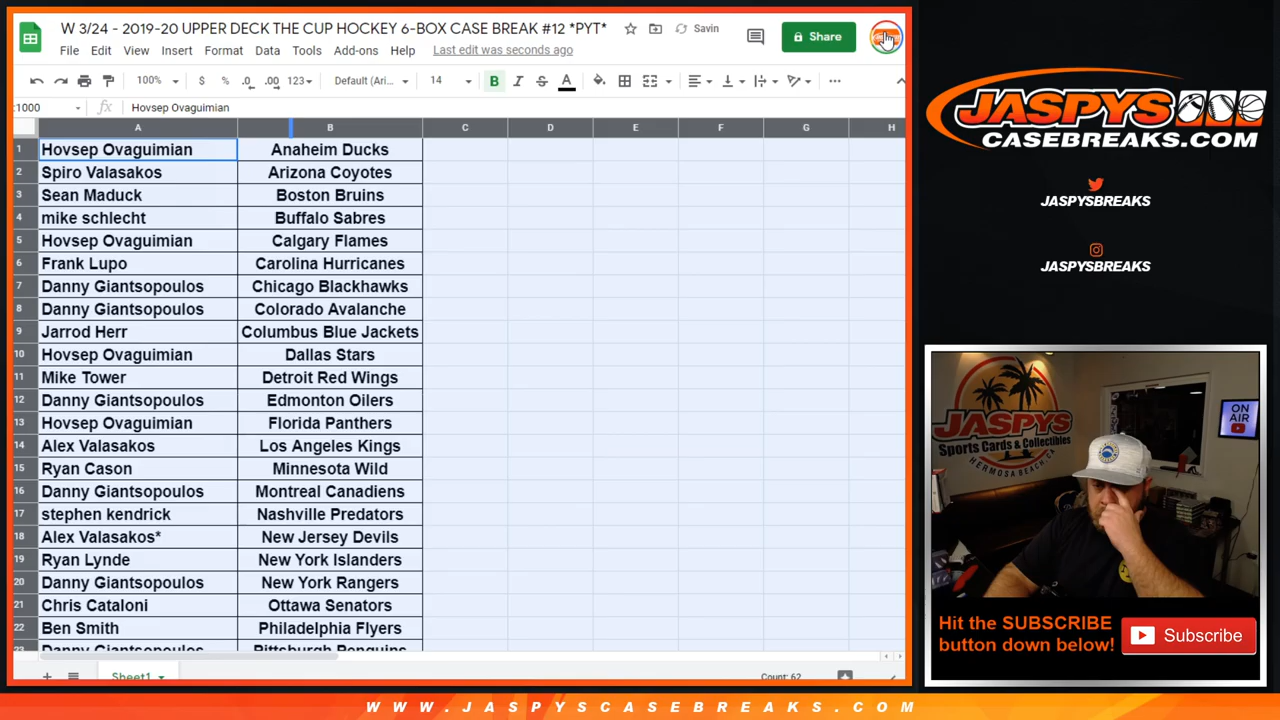 W 3/24 - 2019-20 UPPER DECK THE CUP HOCKEY 6-BOX CASE BREAK #12 *PYT*
Savin
Share
File Edit View Insert Format Data Tools Add-ons Help Last edit was seconds ago
100% $ % .0 .00 123 Default (Ari... 14 B I S A
:1000 fx Hovsep Ovaguimian
A B C D E F G H
1 Hovsep Ovaguimian Anaheim Ducks
2 Spiro Valasakos Arizona Coyotes
3 Sean Maduck Boston Bruins
4 mike schlecht Buffalo Sabres
5 Hovsep Ovaguimian Calgary Flames
6 Frank Lupo Carolina Hurricanes
7 Danny Giantsopoulos Chicago Blackhawks
8 Danny Giantsopoulos Colorado Avalanche
9 Jarrod Herr Columbus Blue Jackets
10 Hovsep Ovaguimian Dallas Stars
11 Mike Tower Detroit Red Wings
12 Danny Giantsopoulos Edmonton Oilers
13 Hovsep Ovaguimian Florida Panthers
14 Alex Valasakos Los Angeles Kings
15 Ryan Cason Minnesota Wild
16 Danny Giantsopoulos Montreal Canadiens
17 stephen kendrick Nashville Predators
18 Alex Valasakos* New Jersey Devils
19 Ryan Lynde New York Islanders
20 Danny Giantsopoulos New York Rangers
21 Chris Cataloni Ottawa Senators
22 Ben Smith Philadelphia Flyers
23 Danny Giantsopoulos Pittsburgh Penguins
Sheet1
Count: 62
JASPYS
CASEBREAKS.COM
JASPYSBREAKS
JASPYSBREAKS
JASPYS
Sports Cards & Collectibles
HERMOSA BEACH, CA
ON AIR
Hit the SUBSCRIBE
button down below!
Subscribe
WWW.JASPYSCASEBREAKS.COM